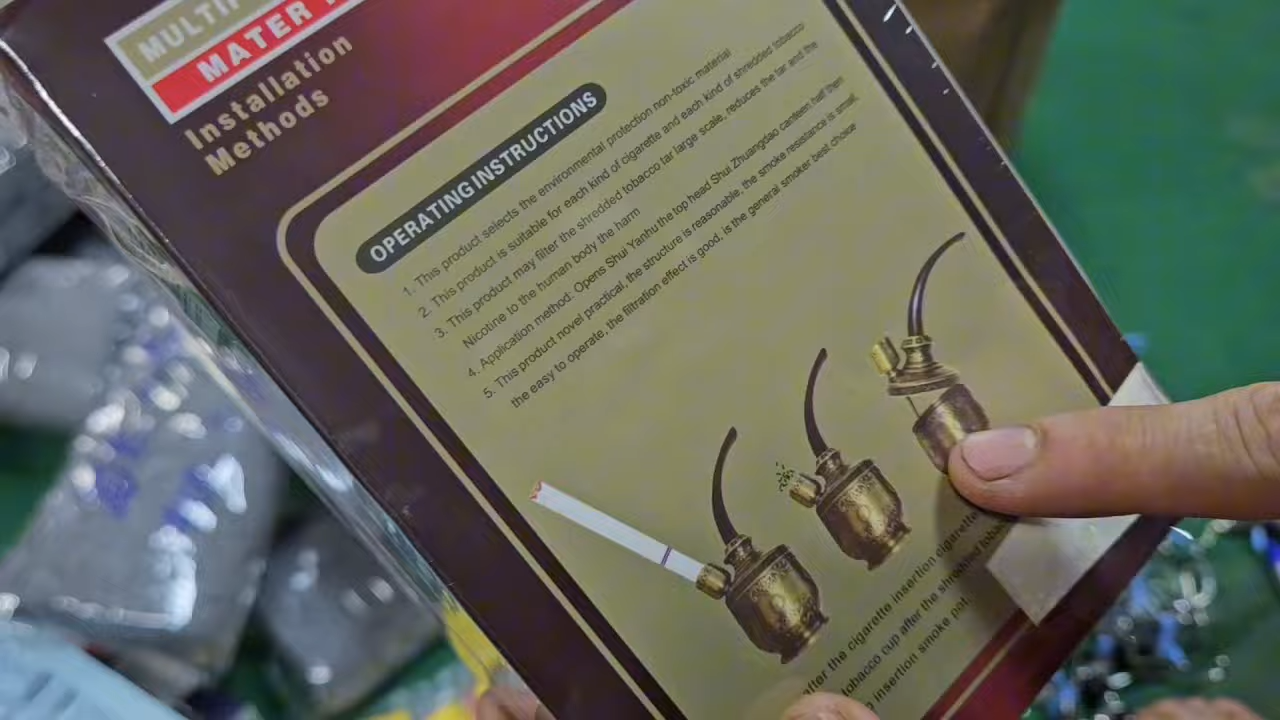 MATER
Installation
Methods
OPERATING INSTRUCTIONS
1. This product selects the environmental protection non-toxic material
2. This product is suitable for each kind of cigarette and each kind of shredded tobacco
3. This product may filter the shredded tobacco tar large scale, reduces the tar and the
Nicotine to the human body the harm
4. Application method: Opens Shui Yanhu the top head Shui Zhuangdao canteen half then
5. This product novel practical, the structure is reasonable, the smoke resistance is small,
the easy to operate, the filtration effect is good, is the general smoker best choice
after the cigarette insertion cigarette
tobacco cup after the shredded
insertion smoke pot.